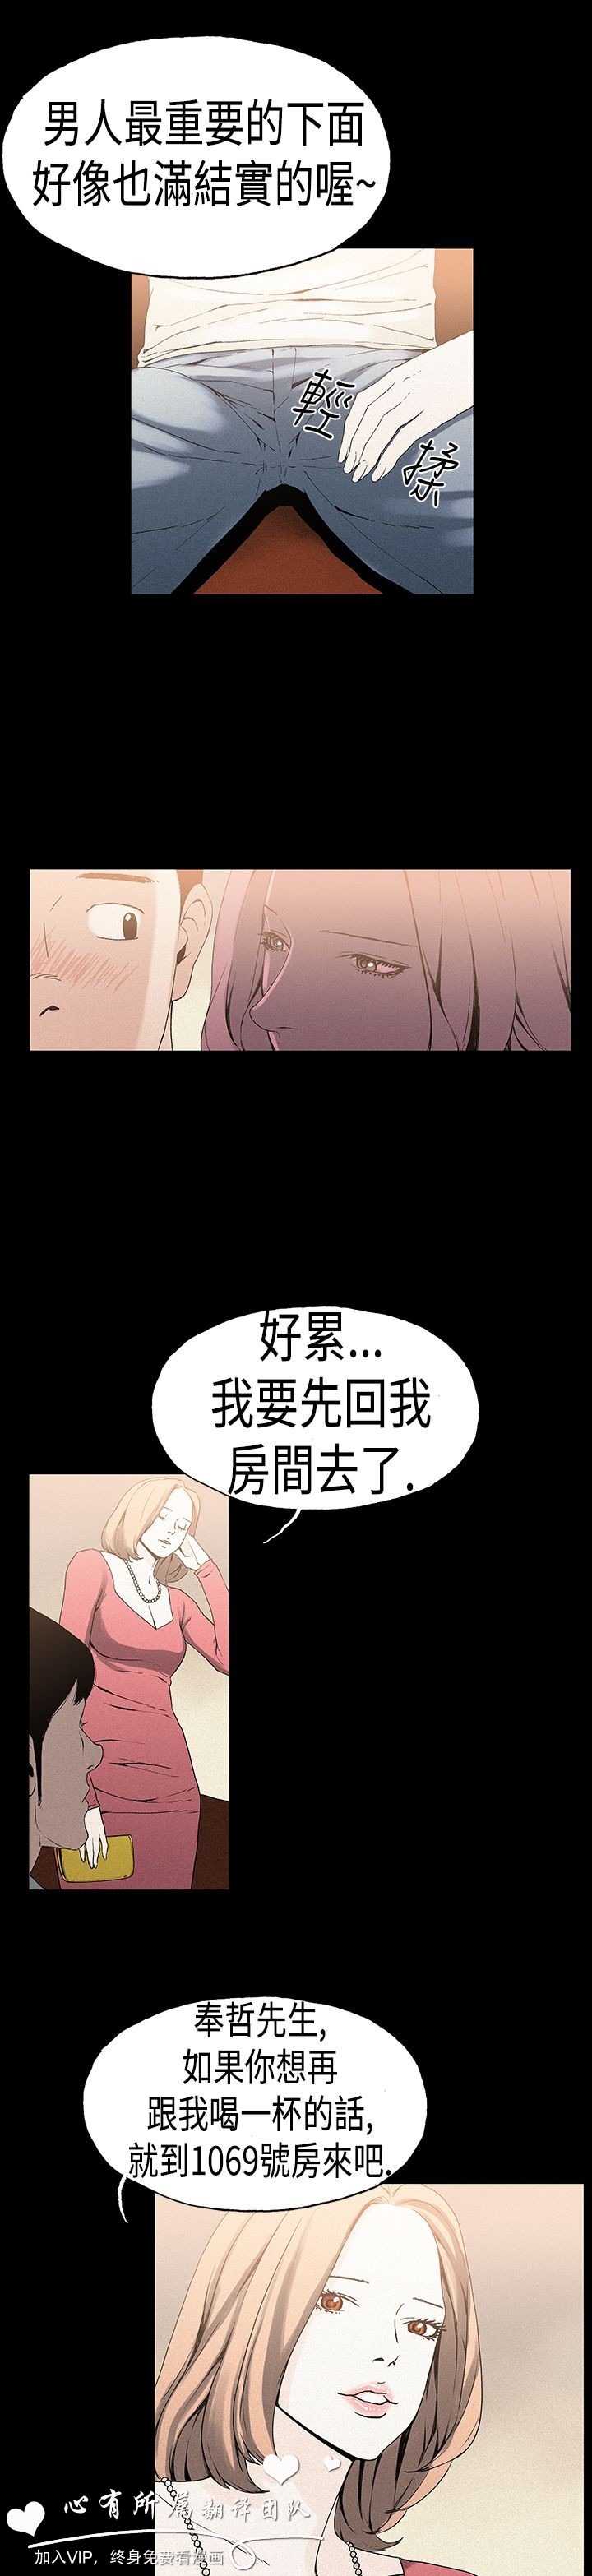 男人最重要的下面
好像也滿結實的喔~
輕
揉
好累...
我要先回我
房間去了.
奉哲先生,
如果你想再
跟我喝一杯的話,
就到1069號房來吧.
心有所属翻译团队
加入VIP，终身免费看漫画